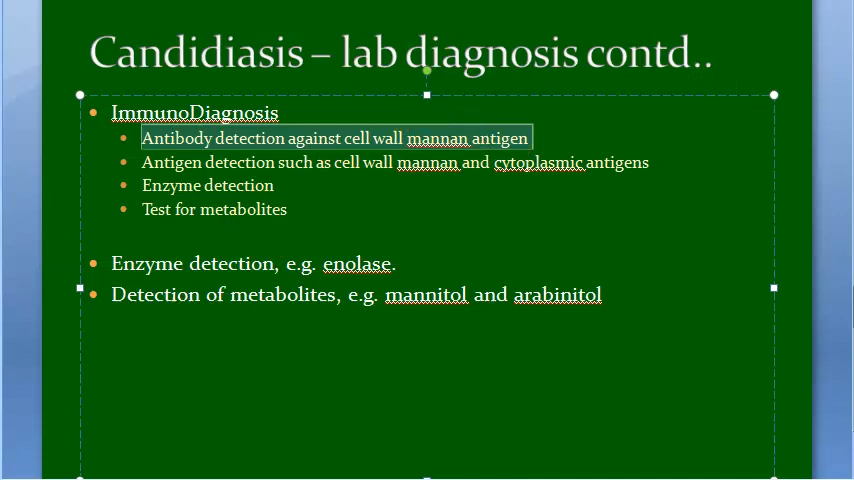 Candidiasis – lab diagnosis contd..
ImmunoDiagnosis
Antibody detection against cell wall mannan antigen
Antigen detection such as cell wall mannan and cytoplasmic antigens
Enzyme detection
Test for metabolites
Enzyme detection, e.g. enolase.
Detection of metabolites, e.g. mannitol and arabinitol